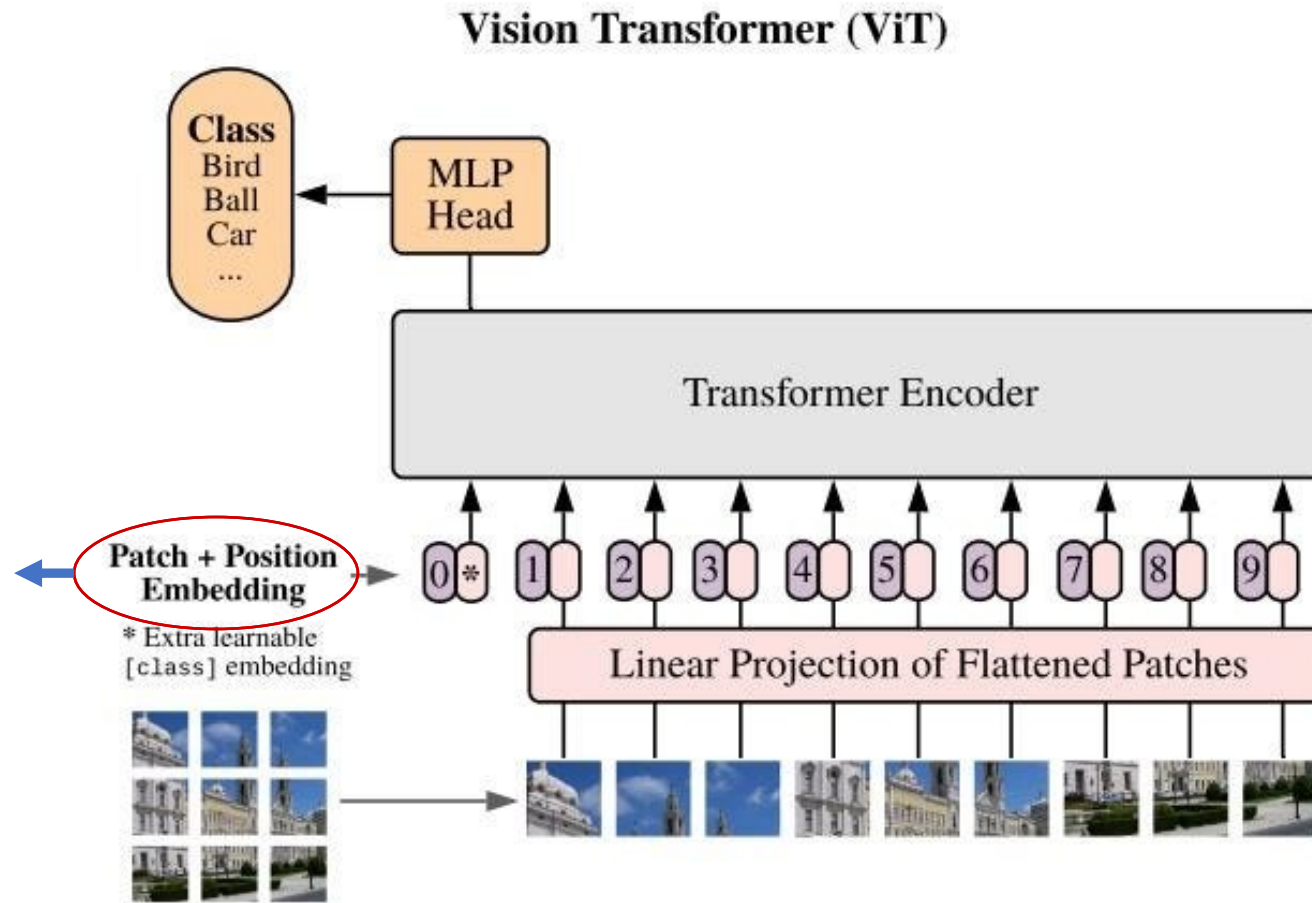 Vision Transformer (ViT)
Class
Bird
Ball
Car
...
MLP
Head
Transformer Encoder
Patch + Position
Embedding
0 * 1 2 3 4 5 6 7 8 9
* Extra learnable
[class] embedding
Linear Projection of Flattened Patches